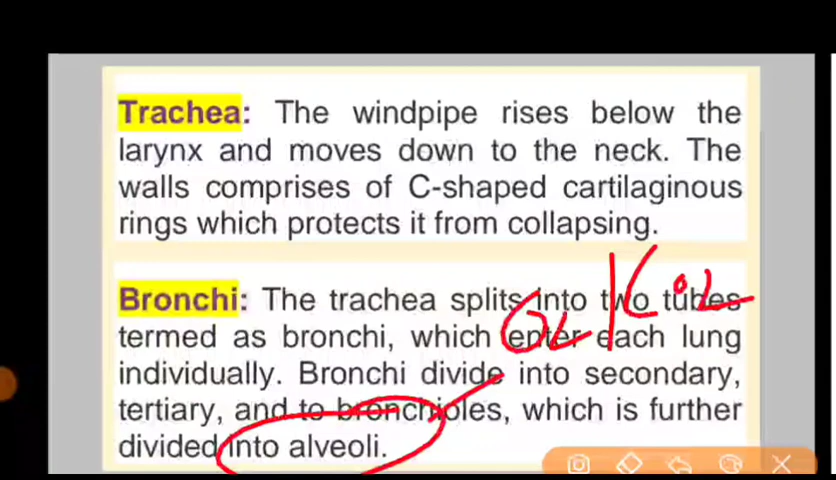 Trachea: The windpipe rises below the
larynx and moves down to the neck. The
walls comprises of C-shaped cartilaginous
rings which protects it from collapsing.
Bronchi: The trachea splits into two tubes
termed as bronchi, which enter each lung
individually. Bronchi divide into secondary,
tertiary, and to bronchioles, which is further
divided into alveoli.